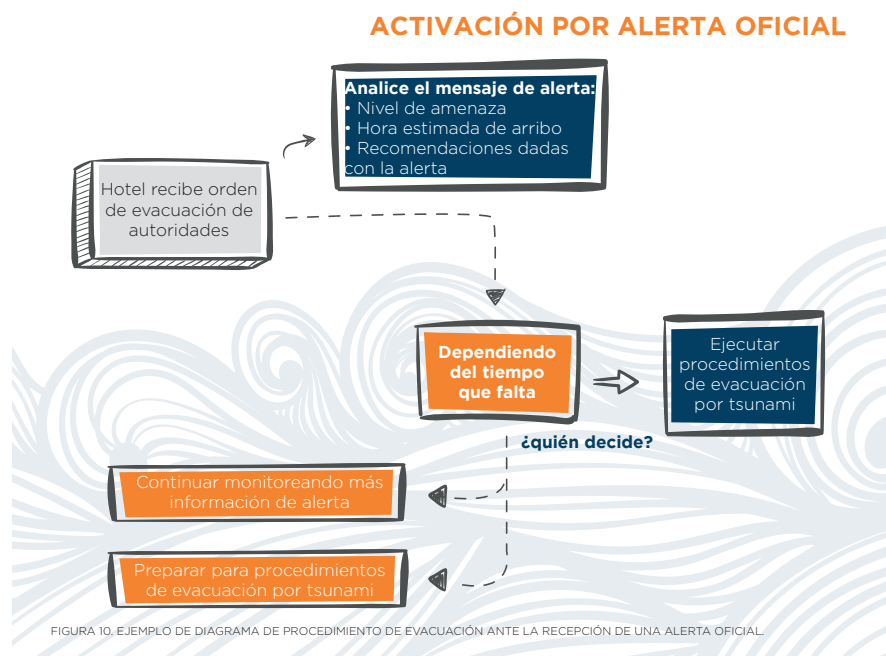 ACTIVACIÓN POR ALERTA OFICIAL
Analice el mensaje de alerta:
• Nivel de amenaza
• Hora estimada de arribo
• Recomendaciones dadas
con la alerta
Hotel recibe orden
de evacuación de
autoridades
Dependiendo
del tiempo
que falta
Ejecutar
procedimientos
de evacuación
por tsunami
¿quién decide?
Continuar monitoreando más
información de alerta
Preparar para procedimientos
de evacuación por tsunami
FIGURA 10. EJEMPLO DE DIAGRAMA DE PROCEDIMIENTO DE EVACUACIÓN ANTE LA RECEPCIÓN DE UNA ALERTA OFICIAL.